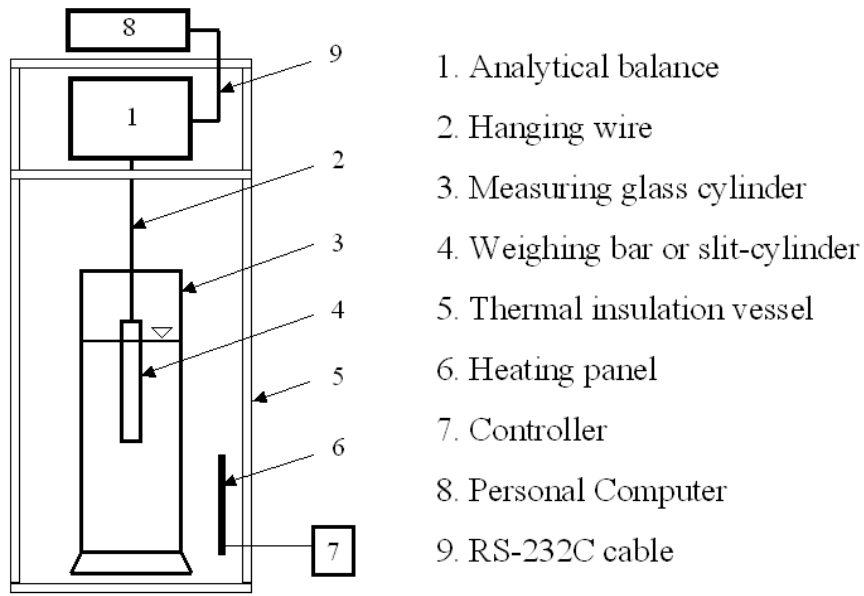 8
9
1
2
3
4
5
6
7
1. Analytical balance
2. Hanging wire
3. Measuring glass cylinder
4. Weighing bar or slit-cylinder
5. Thermal insulation vessel
6. Heating panel
7. Controller
8. Personal Computer
9. RS-232C cable